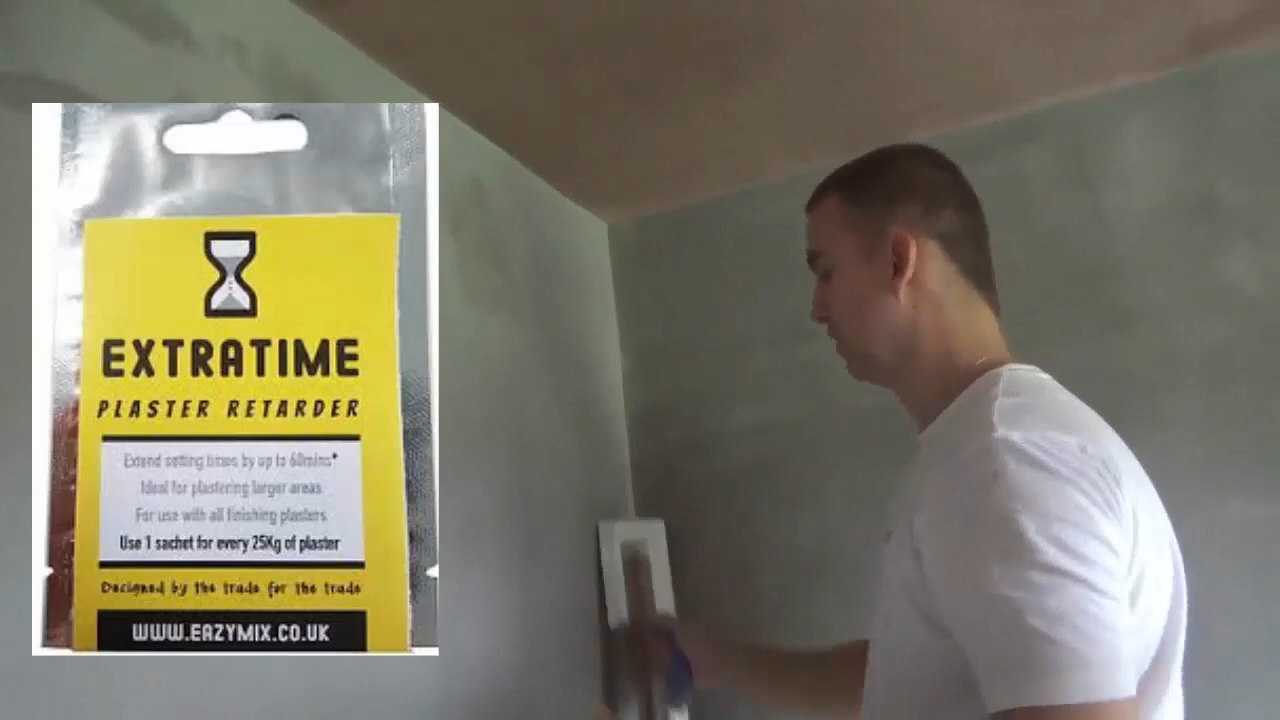 EXTRATIME
PLASTER RETARDER
Extend setting times by up to 60mins*
Ideal for plastering larger areas
For use with all finishing plasters
Use 1 sachet for every 25Kg of plaster
Designed by the trade for the trade
WWW.EAZYMIX.CO.UK